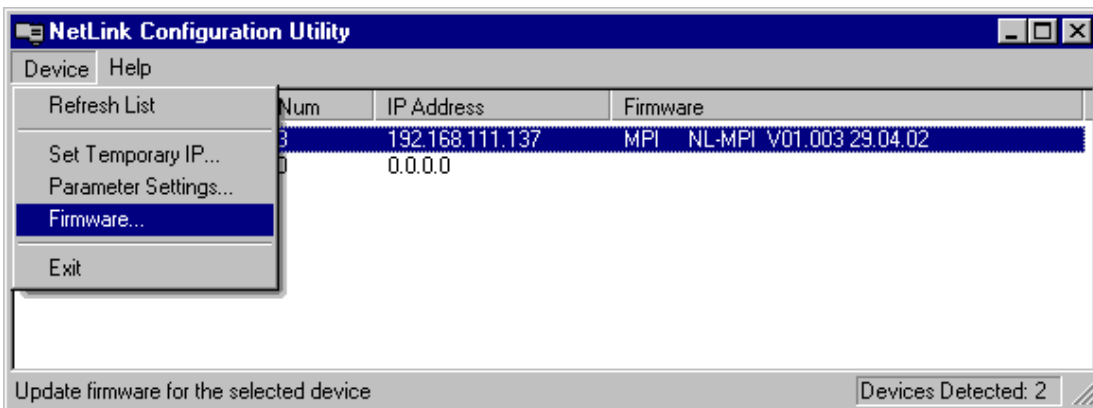 NetLink Configuration Utility
Device Help
Refresh List
Set Temporary IP...
Parameter Settings...
Firmware...
Exit
Num IP Address Firmware
3 192.168.111.137 MPI NL-MPI V01.003 29.04.02
0 0.0.0.0
Update firmware for the selected device Devices Detected: 2